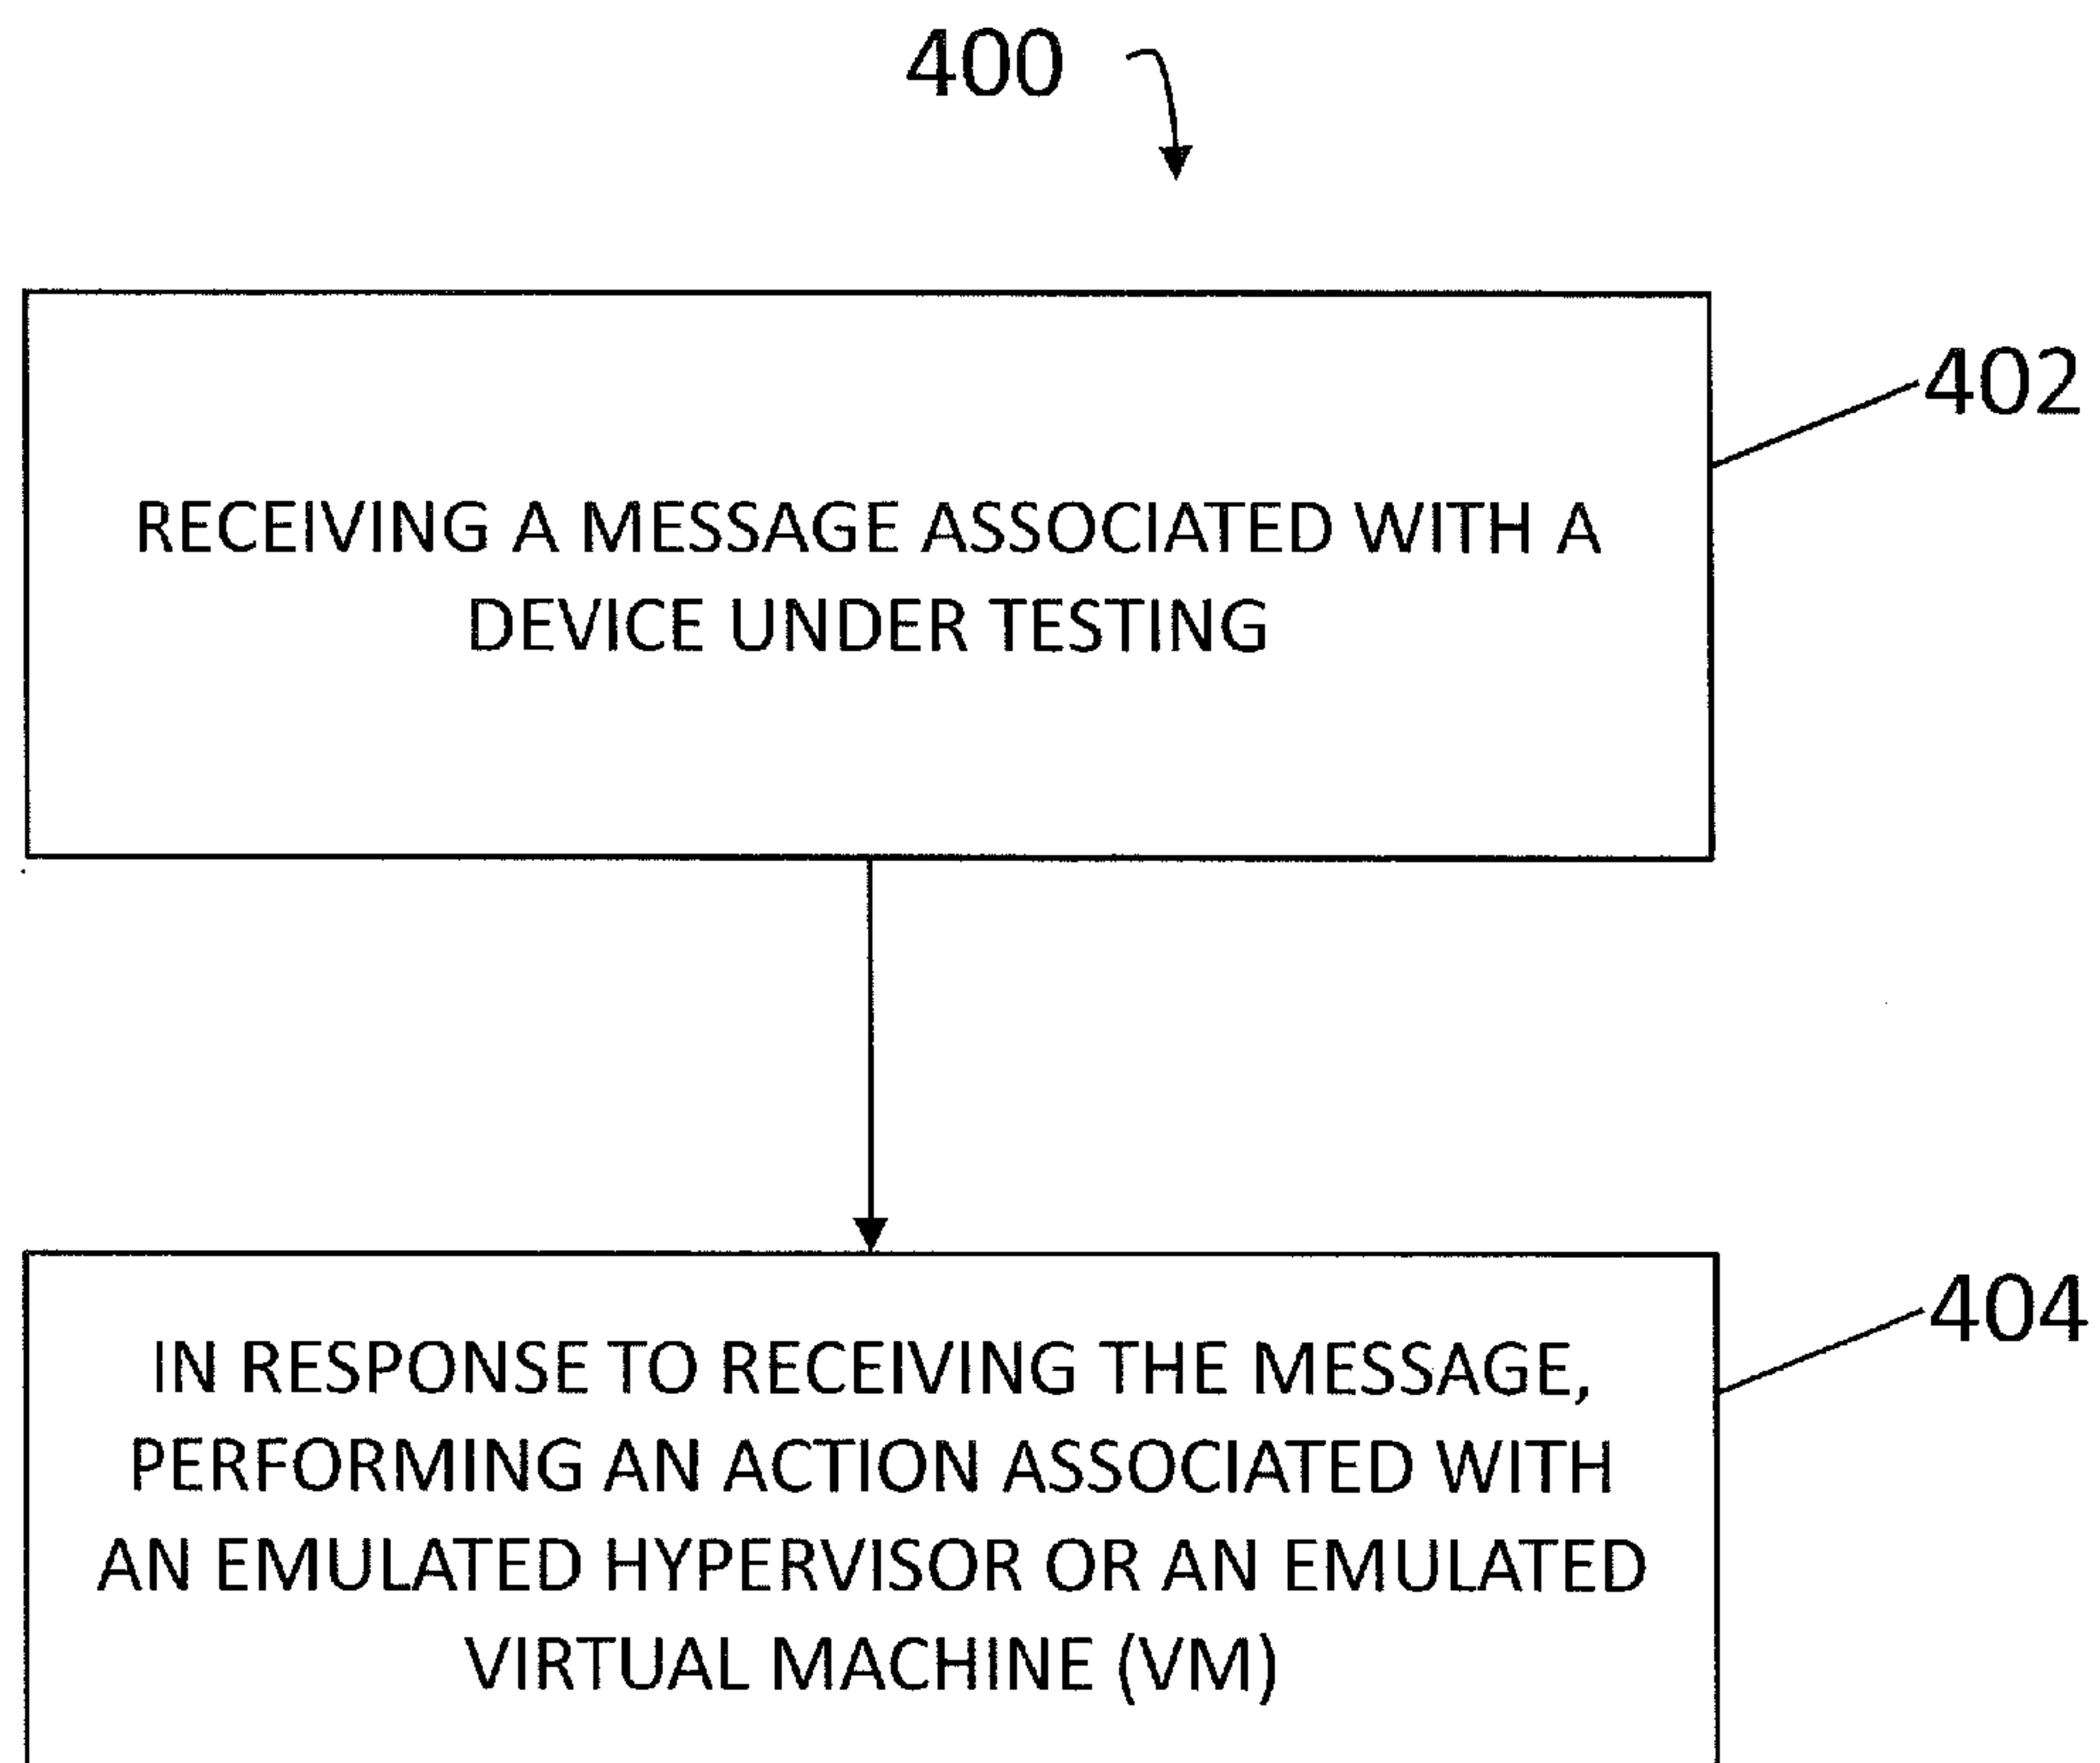 400
402
RECEIVING A MESSAGE ASSOCIATED WITH A
DEVICE UNDER TESTING
404
IN RESPONSE TO RECEIVING THE MESSAGE,
PERFORMING AN ACTION ASSOCIATED WITH
AN EMULATED HYPERVISOR OR AN EMULATED
VIRTUAL MACHINE (VM)